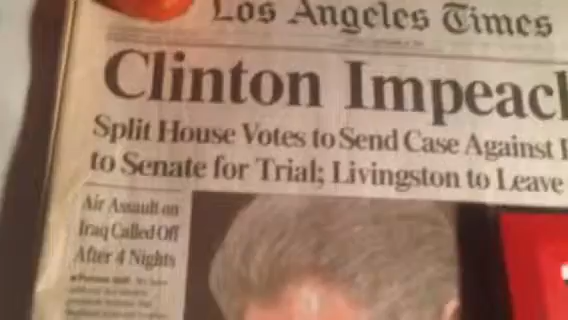 Los Angeles Times
Clinton Impeach
Split House Votes to Send Case Against
to Senate for Trial; Livingston to Leave
Air Assault on
Iraq Called Off
After 4 Nights